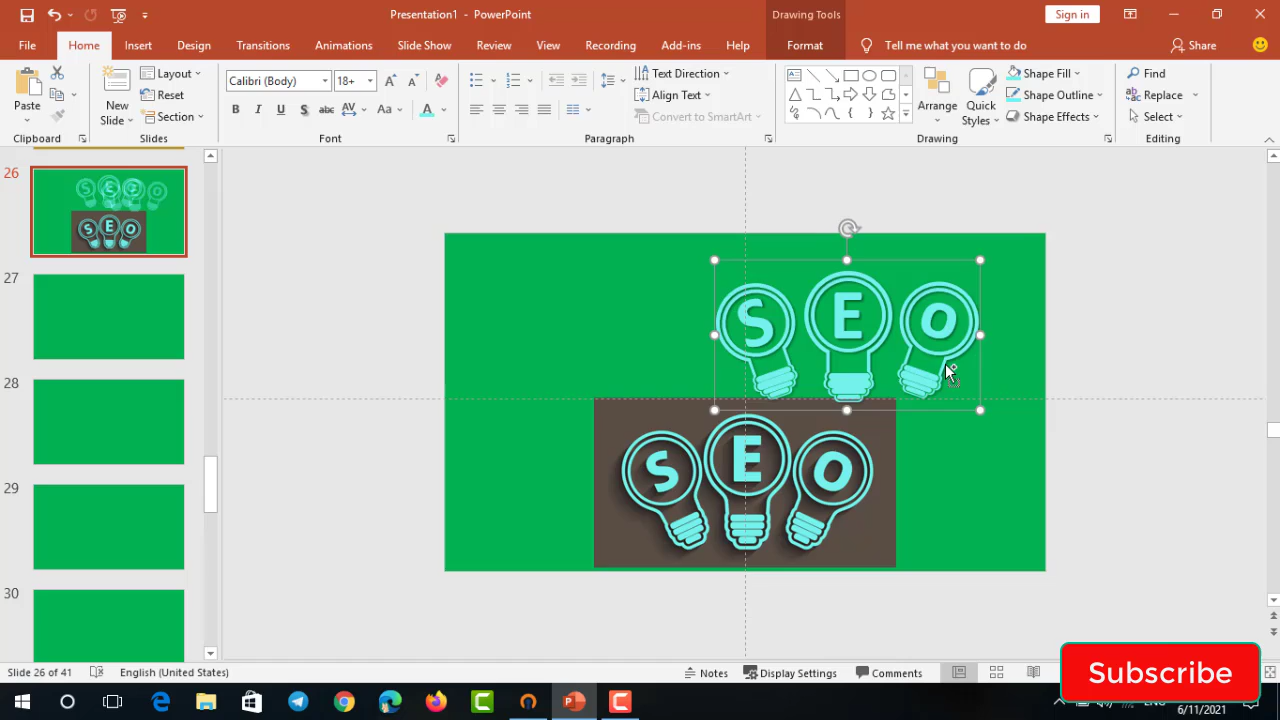 Presentation1 - PowerPoint
Drawing Tools
Sign in
File Home Insert Design Transitions Animations Slide Show Review View Recording Add-ins Help Format Tell me what you want to do Share
Paste
Clipboard
New Slide
Layout
Reset
Section
Slides
Calibri (Body) 18+
B I U S abc AV Aa A
Font
Text Direction
Align Text
Convert to SmartArt
Paragraph
Arrange
Quick Styles
Shape Fill
Shape Outline
Shape Effects
Drawing
Find
Replace
Select
Editing
26
S E O
S E O
27
28
29
30
S E O
S E O
Slide 26 of 41 English (United States) Notes Display Settings Comments
Subscribe
6/11/2021